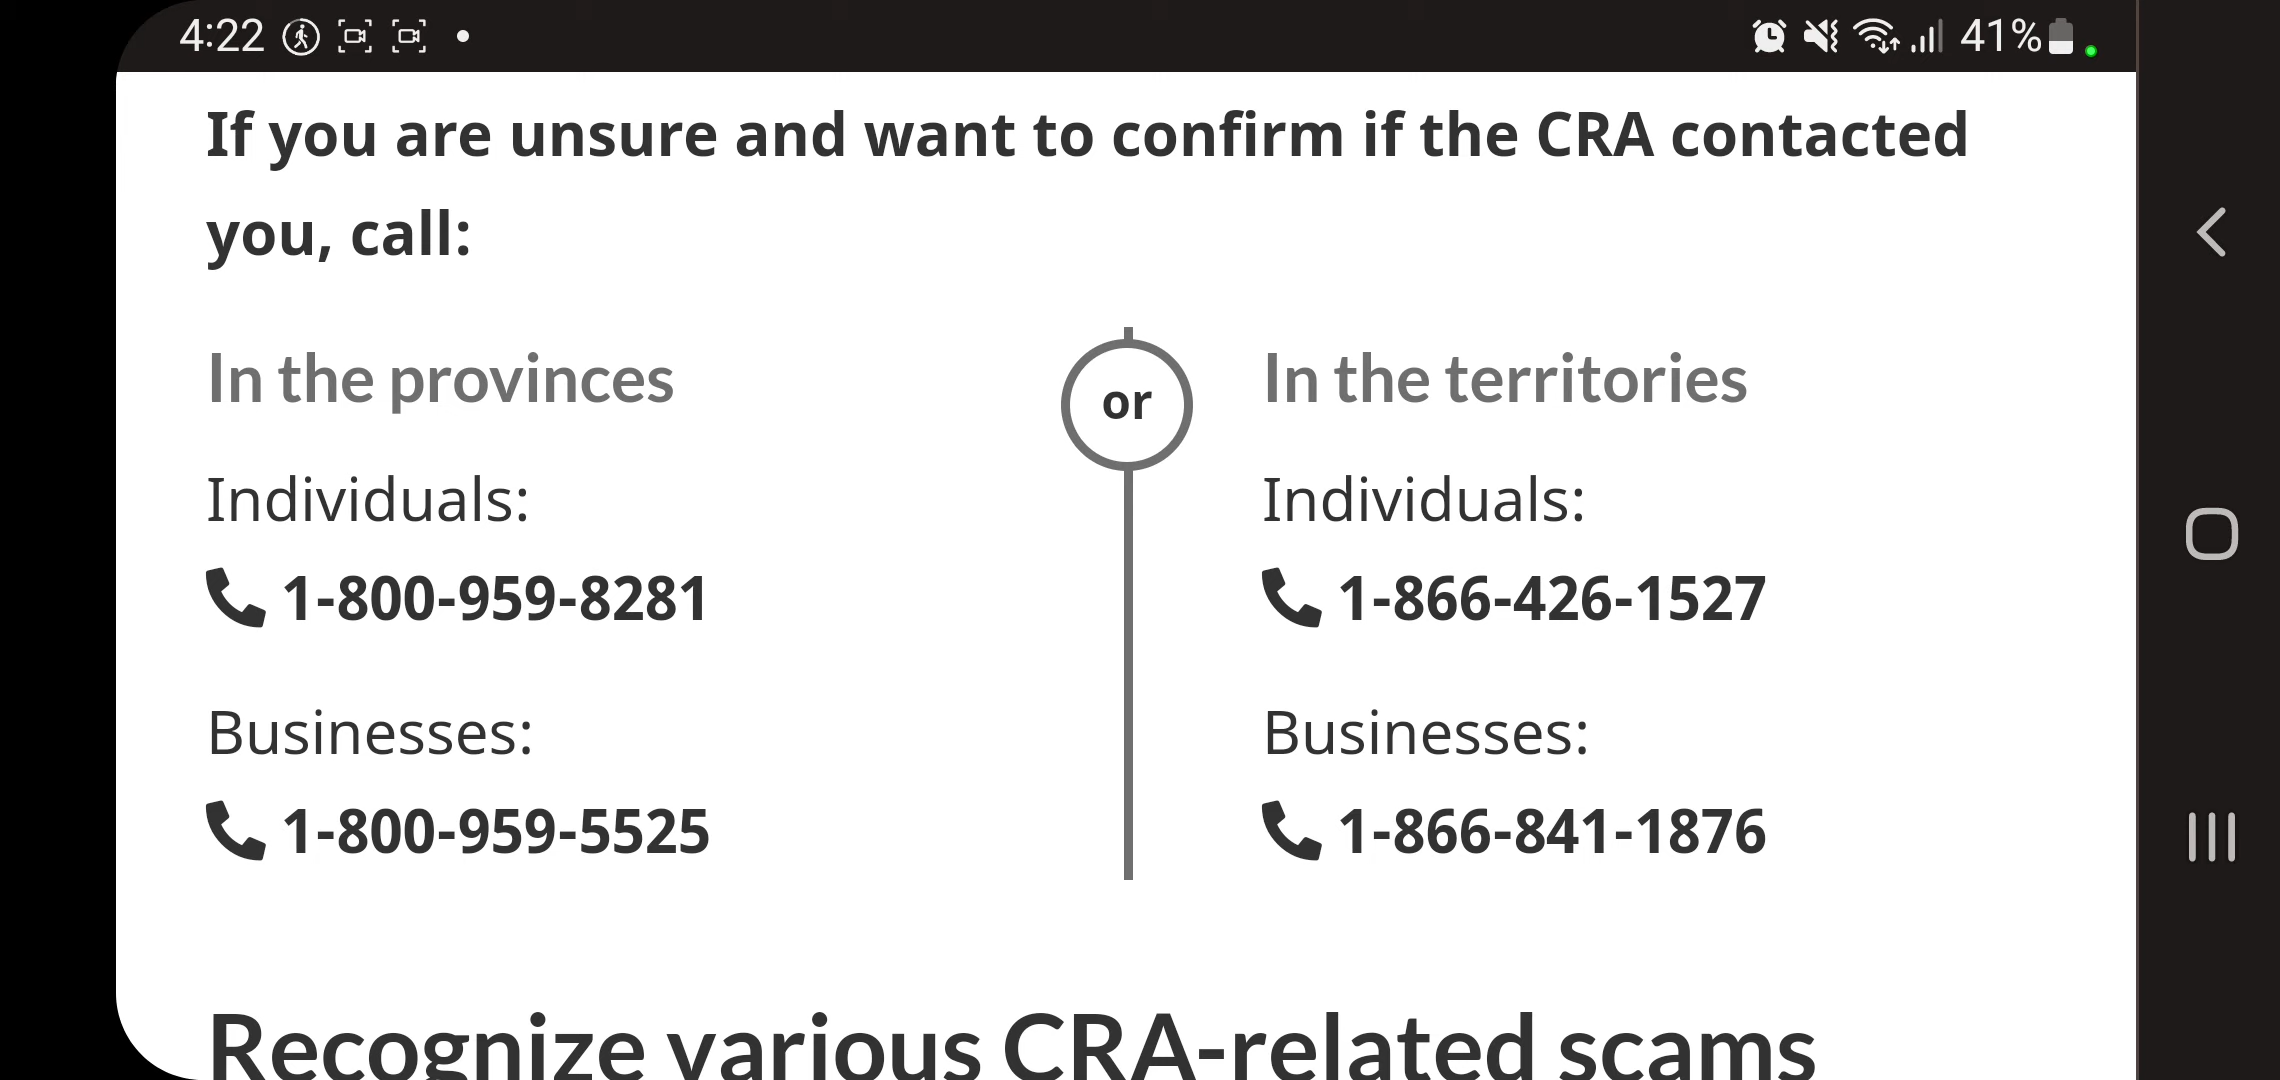 4:22
41%
If you are unsure and want to confirm if the CRA contacted
you, call:
In the provinces
Individuals:
1-800-959-8281
Businesses:
1-800-959-5525
or
In the territories
Individuals:
1-866-426-1527
Businesses:
1-866-841-1876
Recognize various CRA-related scams